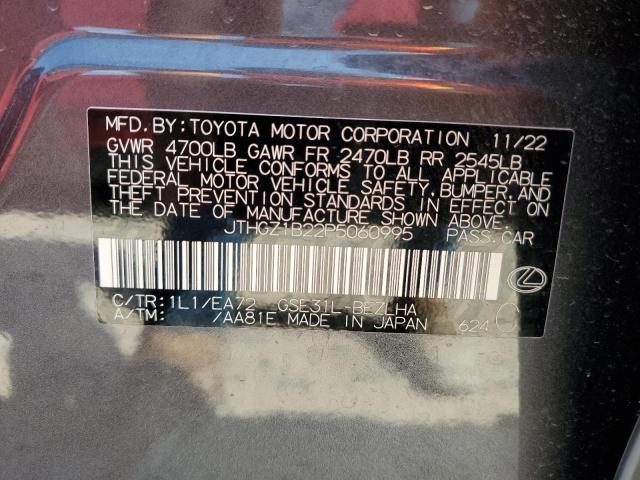 MFD. BY: TOYOTA MOTOR CORPORATION 11/22
GVWR 4700LB GAWR FR 2470LB RR 2545LB
THIS VEHICLE CONFORMS TO ALL APPLICABLE
FEDERAL MOTOR VEHICLE SAFETY, BUMPER, AND
THEFT PREVENTION STANDARDS IN EFFECT ON
THE DATE OF MANUFACTURE SHOWN ABOVE.
JTHGZ1B22P5060995 PASS. CAR
C/TR: 1L1/EA72 GSE31L-BEZLHA
A/TM: /AA81E MADE IN JAPAN 624 C